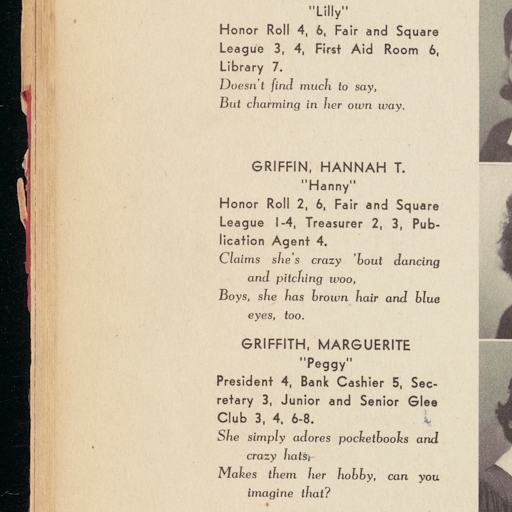 "Lilly"
Honor Roll 4, 6, Fair and Square
League 3, 4, First Aid Room 6,
Library 7.
Doesn't find much to say,
But charming in her own way.
GRIFFIN, HANNAH T.
"Hanny"
Honor Roll 2, 6, Fair and Square
League 1-4, Treasurer 2, 3, Pub-
lication Agent 4.
Claims she's crazy 'bout dancing
and pitching woo,
Boys, she has brown hair and blue
eyes, too.
GRIFFITH, MARGUERITE
"Peggy"
President 4, Bank Cashier 5, Sec-
retary 3, Junior and Senior Glee
Club 3, 4, 6-8.
She simply adores pocketbooks and
crazy hats,
Makes them her hobby, can you
imagine that?